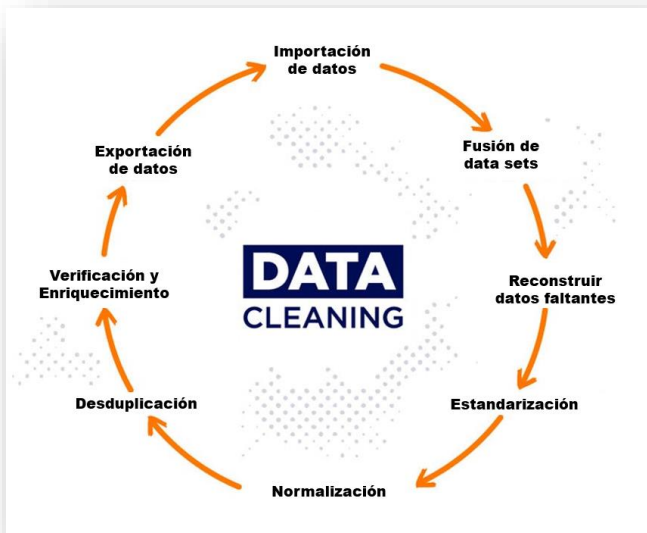 Importación
de datos
Fusión de
data sets
Reconstruir
datos faltantes
Estandarización
Normalización
Desduplicación
Verificación y
Enriquecimiento
Exportación
de datos
DATA
CLEANING